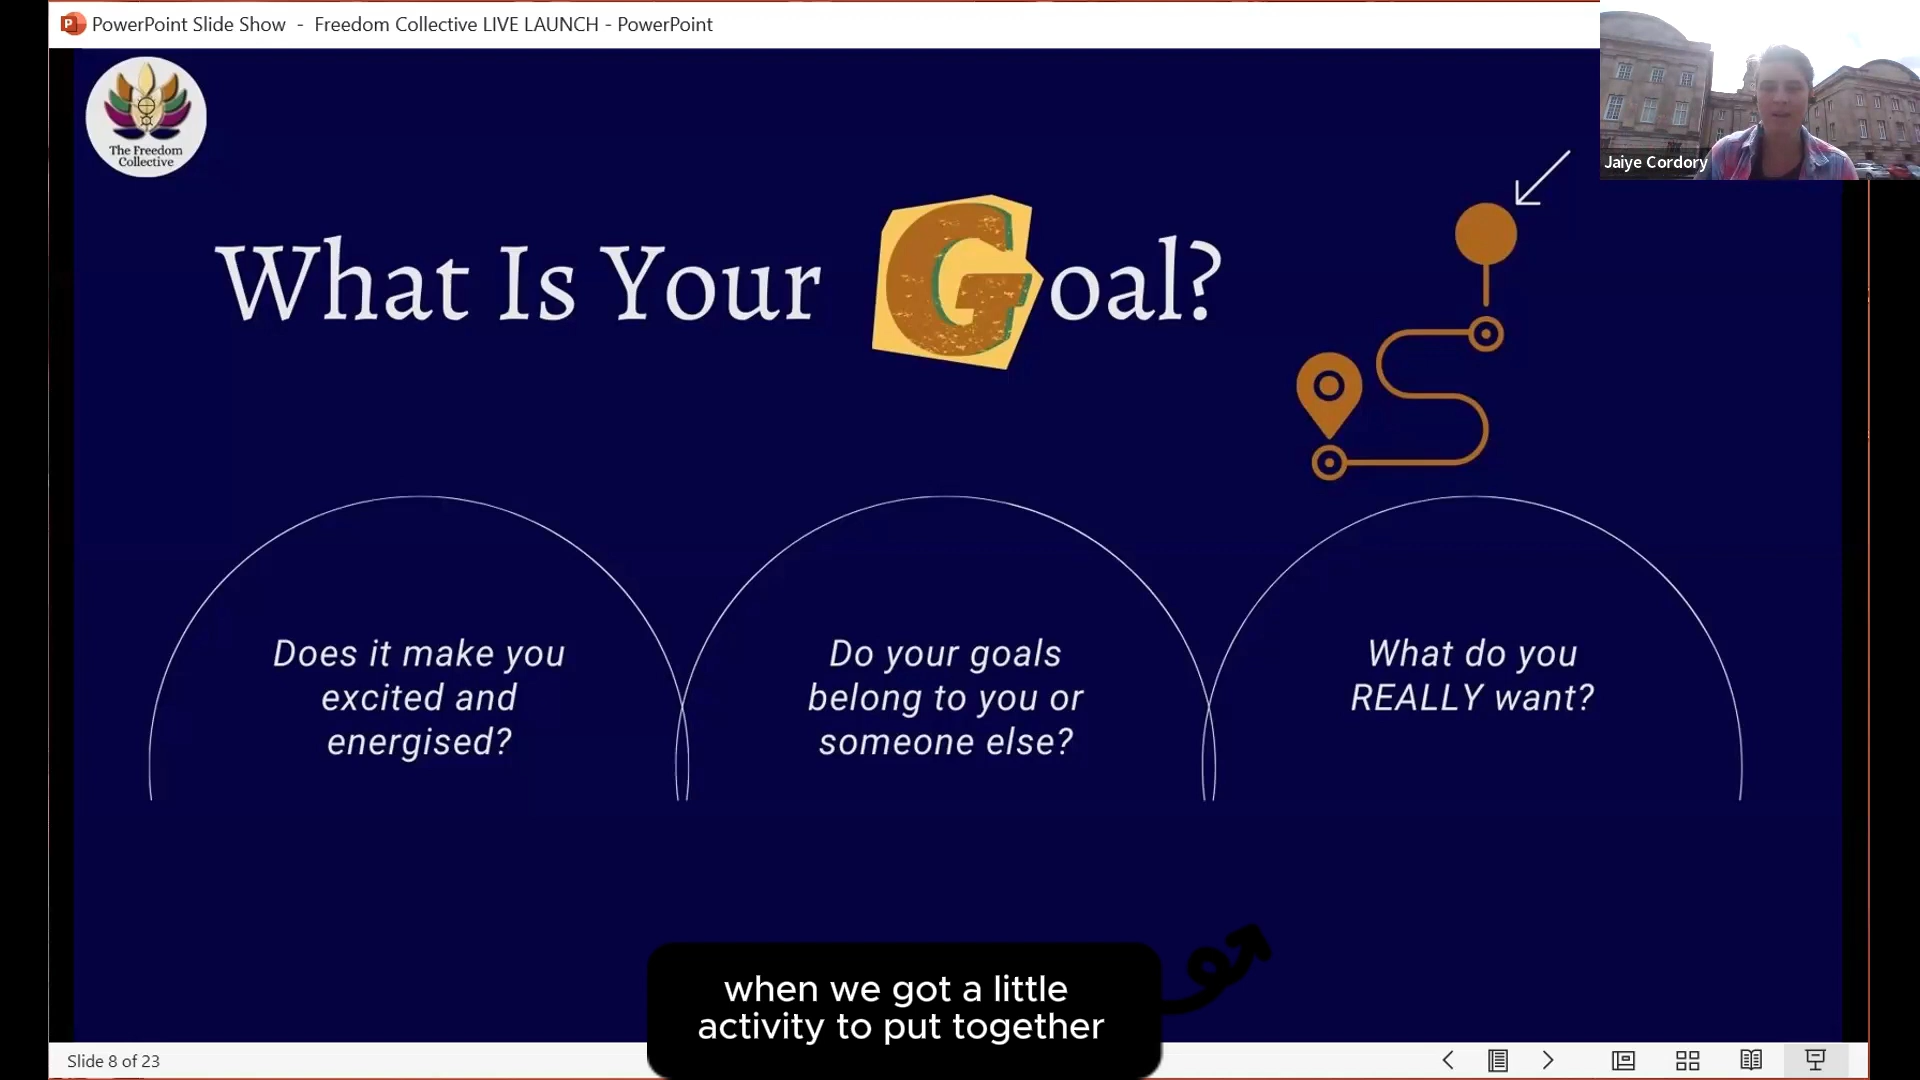 PowerPoint Slide Show - Freedom Collective LIVE LAUNCH - PowerPoint
The Freedom
Collective
Jaiye Cordory
What Is Your Goal?
Does it make you
excited and
energised?
Do your goals
belong to you or
someone else?
What do you
REALLY want?
when we got a little
activity to put together
Slide 8 of 23